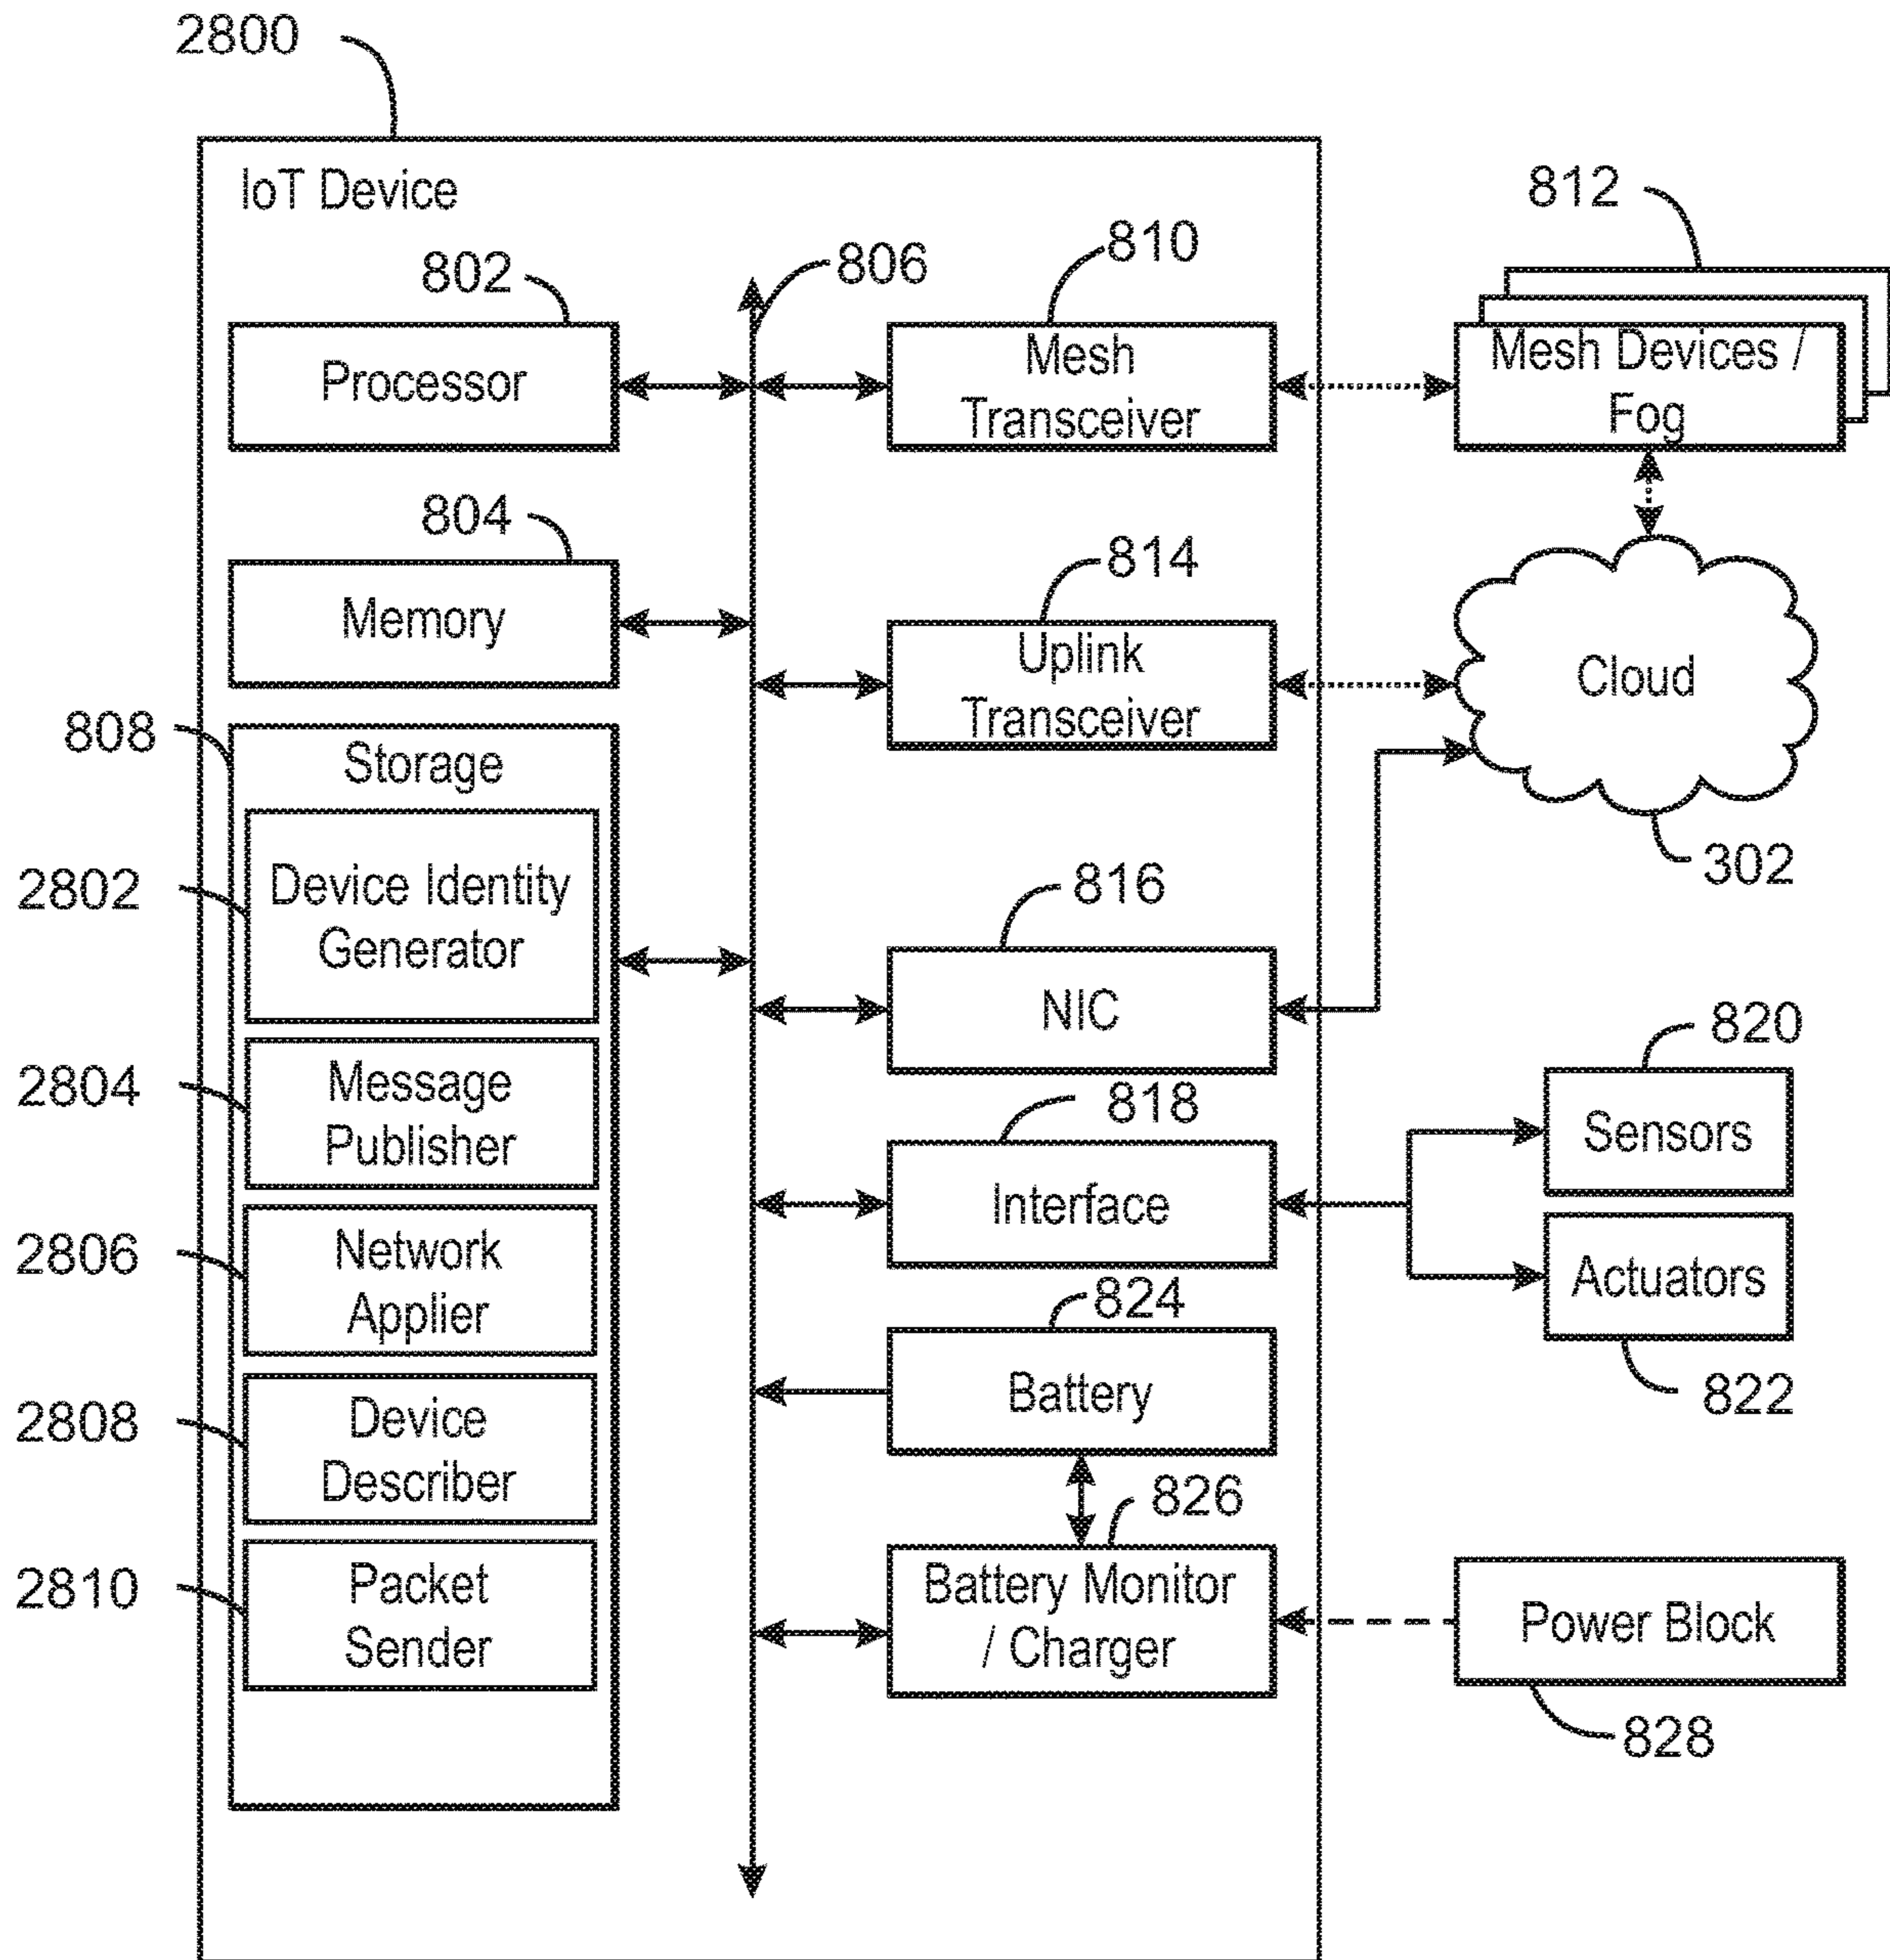 2800
IoT Device
812
810
806
802
Processor
Mesh
Transceiver
Mesh Devices /
Fog
804
Memory
814
Uplink
Transceiver
Cloud
302
808
Storage
2802
Device Identity
Generator
816
NIC
820
Sensors
2804
Message
Publisher
818
Interface
Actuators
822
2806
Network
Applier
824
Battery
2808
Device
Describer
826
Battery Monitor
/ Charger
Power Block
828
2810
Packet
Sender